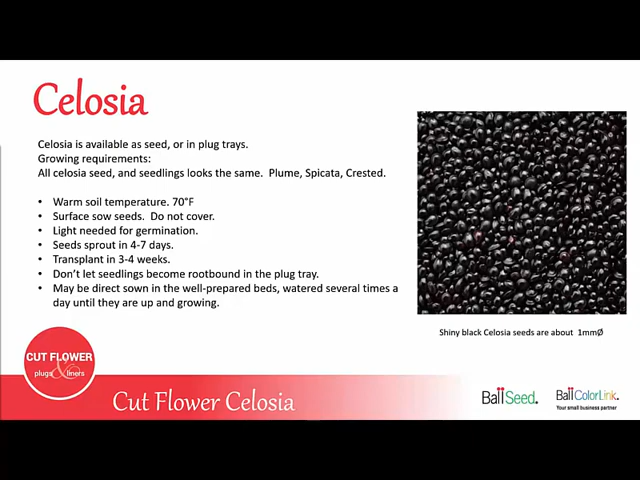 Celosia
Celosia is available as seed, or in plug trays.
Growing requirements:
All celosia seed, and seedlings looks the same. Plume, Spicata, Crested.
• Warm soil temperature. 70°F
• Surface sow seeds. Do not cover.
• Light needed for germination.
• Seeds sprout in 4-7 days.
• Transplant in 3-4 weeks.
• Don’t let seedlings become rootbound in the plug tray.
• May be direct sown in the well-prepared beds, watered several times a
day until they are up and growing.
Shiny black Celosia seeds are about 1mmØ
CUT FLOWER
plugs & liners
Cut Flower Celosia
Ball Seed.
Ball ColorLink.
Your small business partner